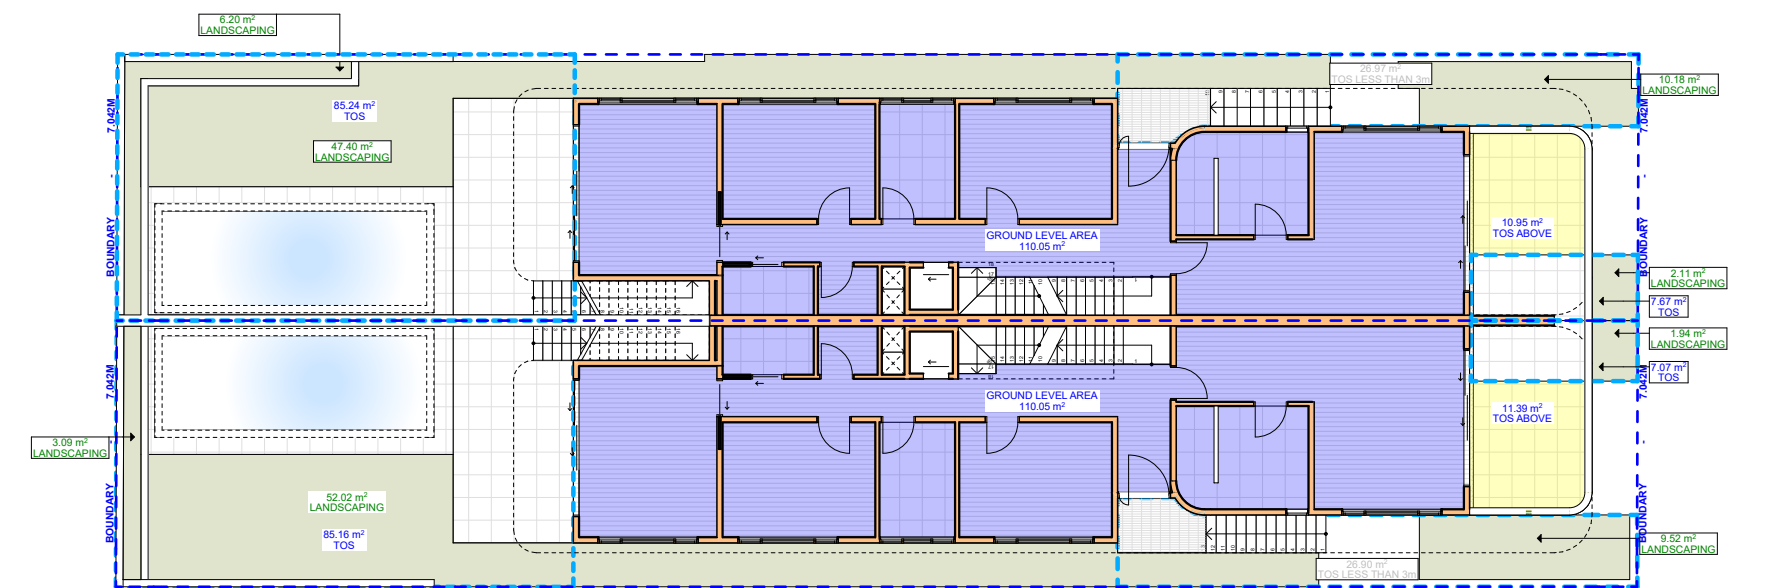 6.20 m²
LANDSCAPING
26.97 m²
TOS LESS THAN 3m
10.18 m²
LANDSCAPING
85.24 m²
TOS
7.042M
7.042M
47.40 m²
LANDSCAPING
BOUNDARY
BOUNDARY
10.95 m²
TOS ABOVE
GROUND LEVEL AREA
110.05 m²
2.11 m²
LANDSCAPING
7.67 m²
TOS
1.94 m²
LANDSCAPING
7.07 m²
TOS
7.042M
7.042M
GROUND LEVEL AREA
110.05 m²
11.39 m²
TOS ABOVE
3.09 m²
LANDSCAPING
52.02 m²
LANDSCAPING
BOUNDARY
BOUNDARY
85.16 m²
TOS
9.52 m²
LANDSCAPING
26.90 m²
TOS LESS THAN 3m